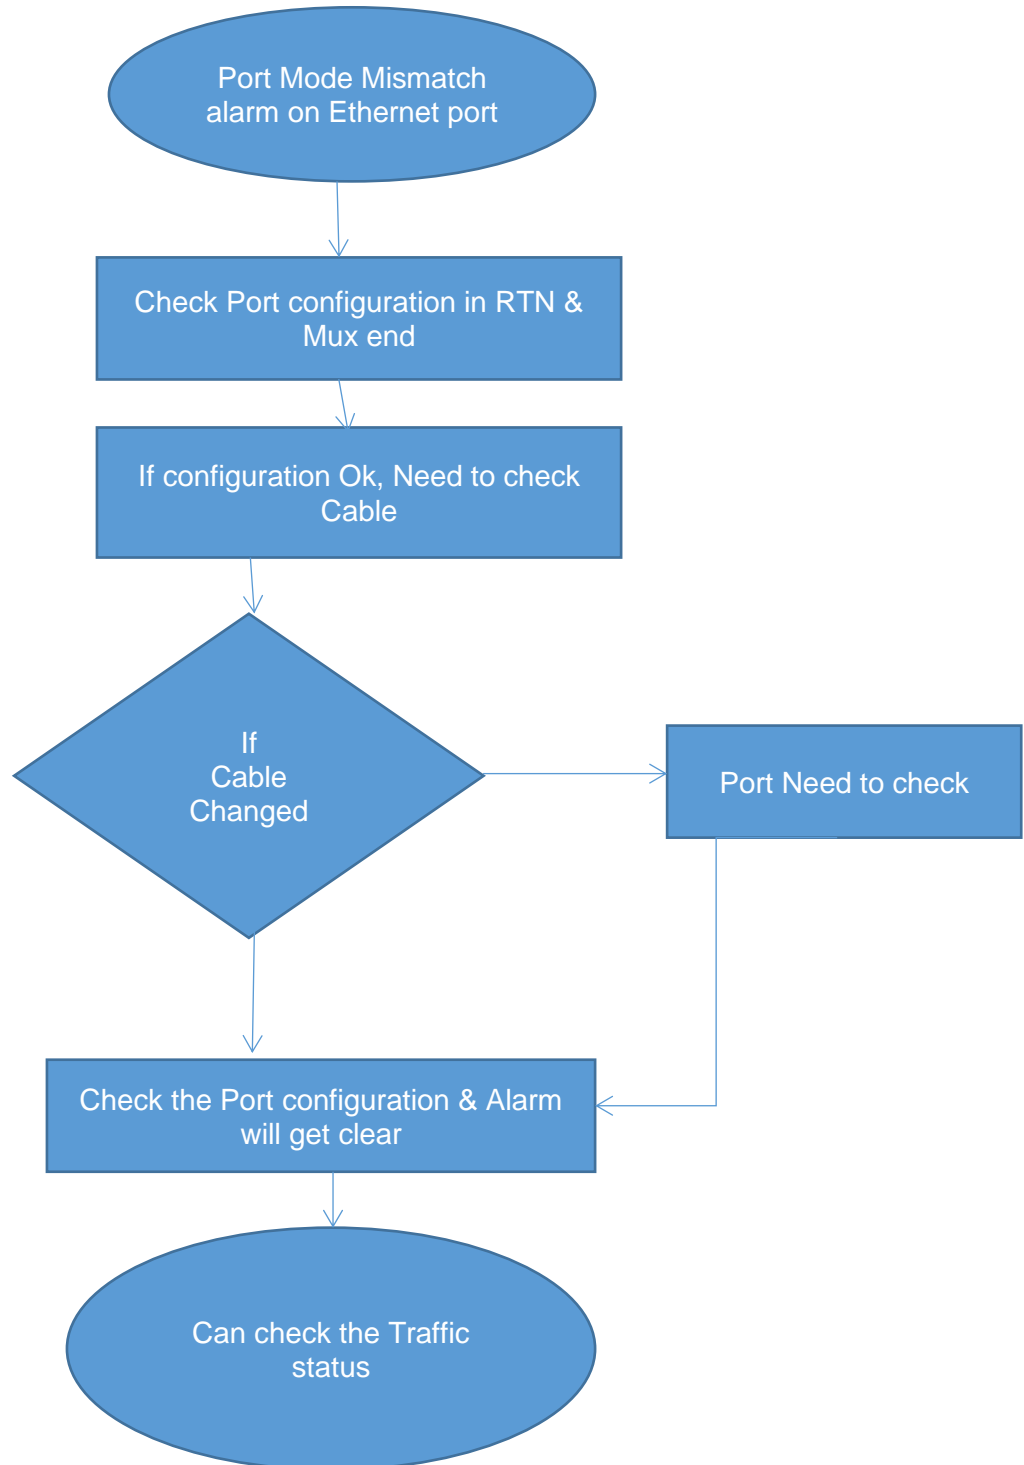 Port Mode Mismatch
alarm on Ethernet port
Check Port configuration in RTN &
Mux end
If configuration Ok, Need to check
Cable
If
Cable
Changed
Port Need to check
Check the Port configuration & Alarm
will get clear
Can check the Traffic
status